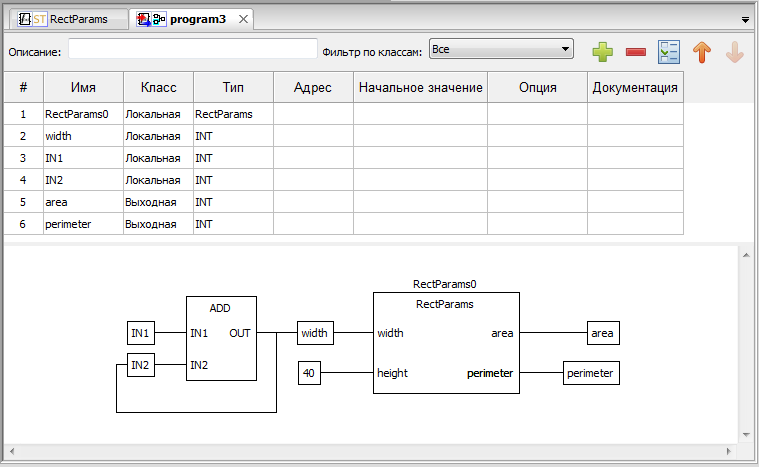 ST RectParams program3
Описание: Фильтр по классам: Все
# Имя Класс Тип Адрес Начальное значение Опция Документация
1 RectParams0 Локальная RectParams
2 width Локальная INT
3 IN1 Локальная INT
4 IN2 Локальная INT
5 area Выходная INT
6 perimeter Выходная INT
RectParams0
ADD RectParams
IN1 IN1 OUT width width area area
IN2 IN2 40 height perimeter perimeter